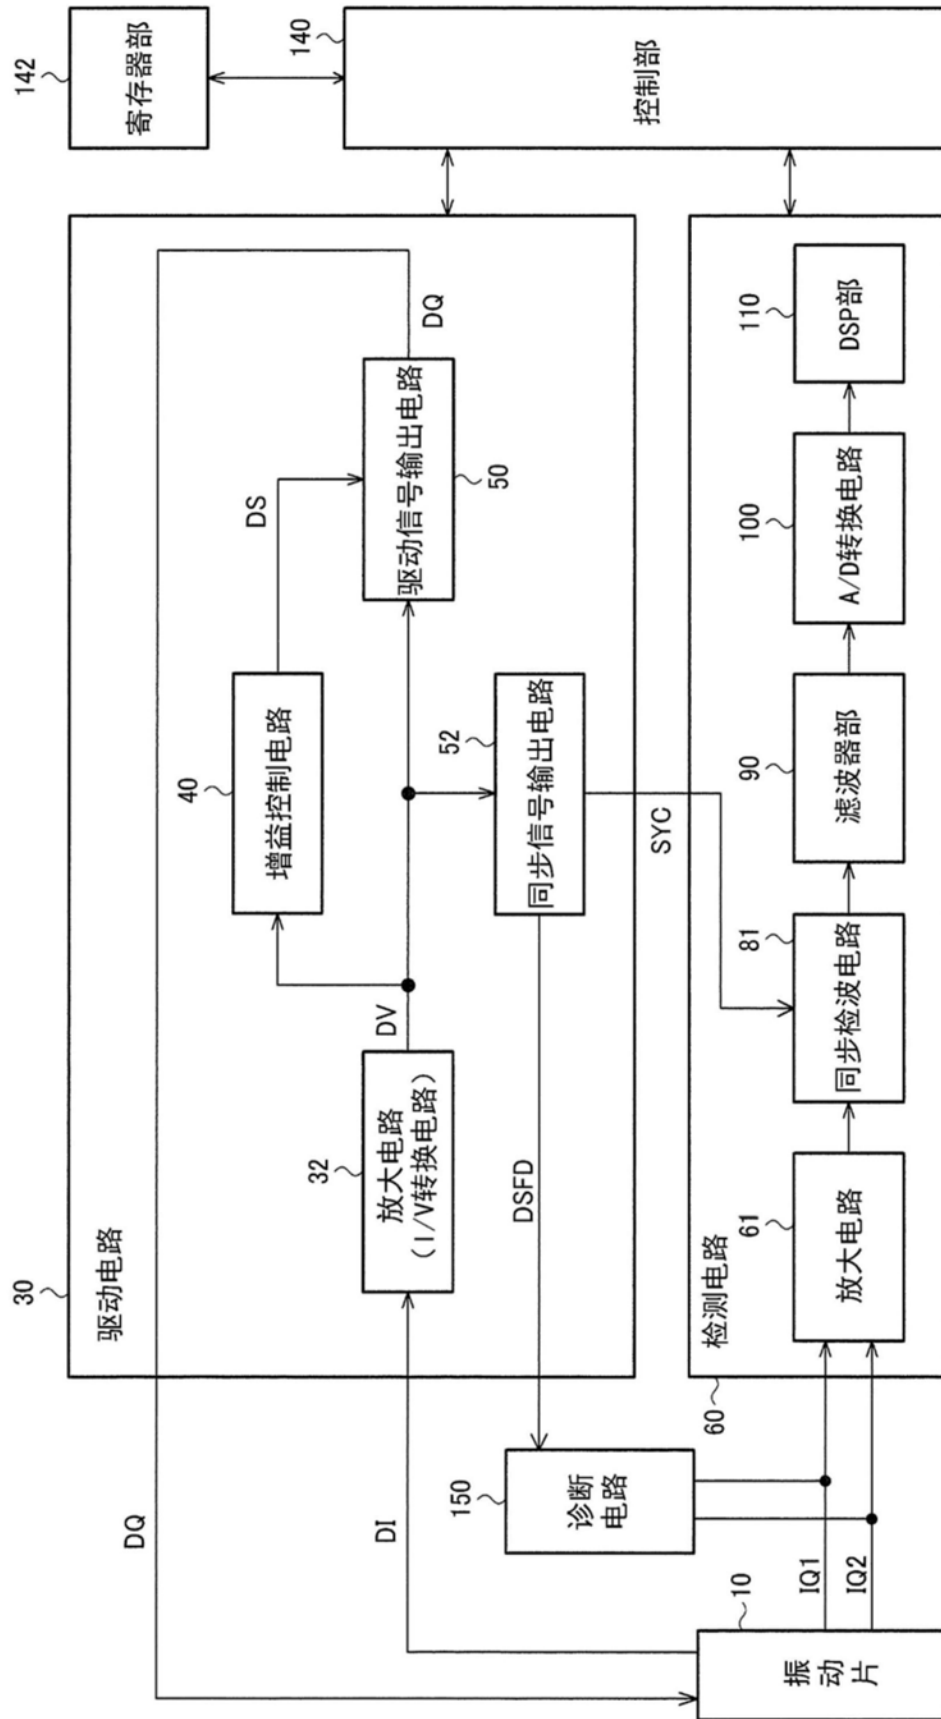 30
驱动电路
DQ
DI
32
放大电路
(I/V转换电路)
DV
40
增益控制电路
DS
驱动信号输出电路
50
DQ
52
同步信号输出电路
DSFD
SYC
142
寄存器部
140
控制部
150
诊断
电路
10
振动片
IQ1
IQ2
60
检测电路
61
放大电路
81
同步检波电路
90
滤波器部
100
A/D转换电路
110
DSP部